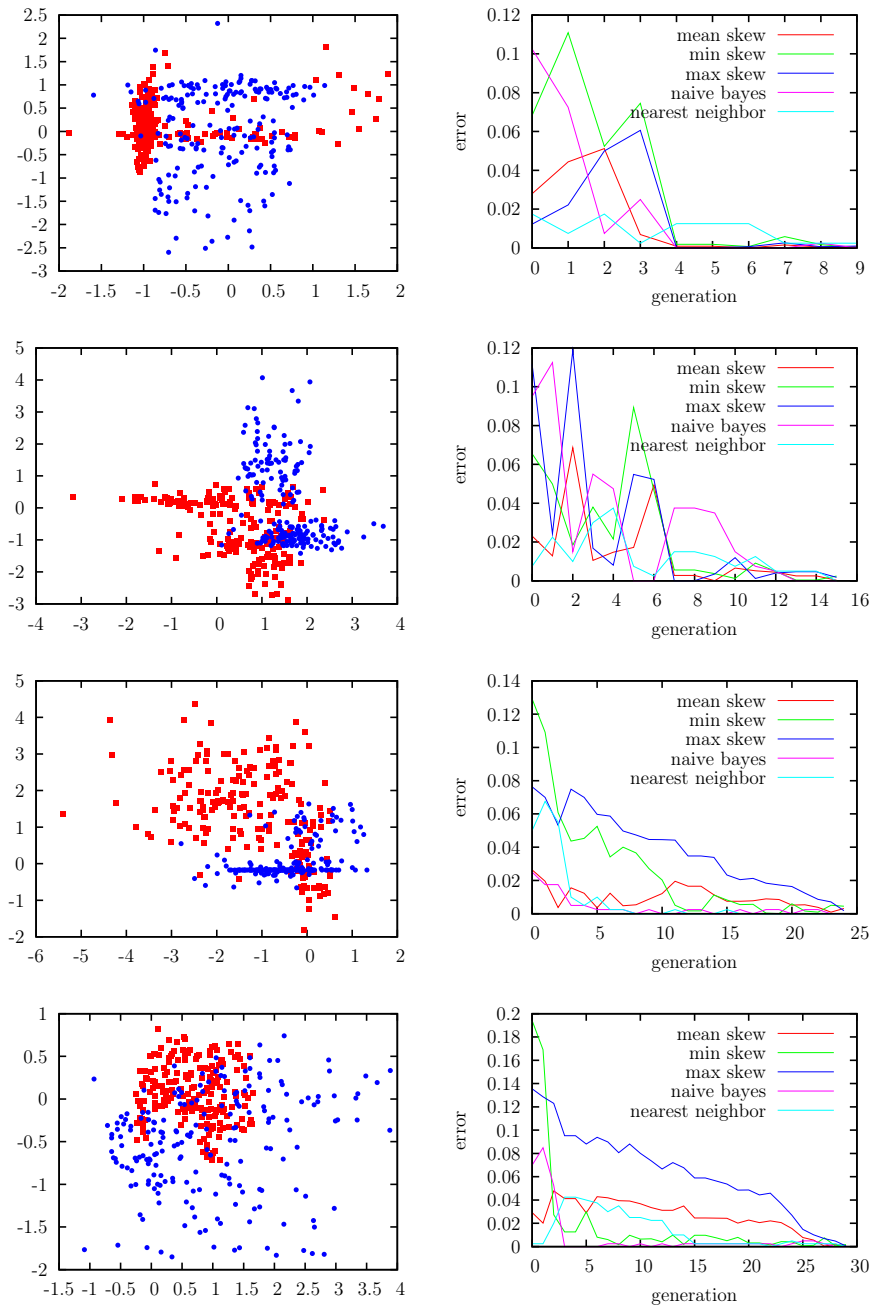 2.5
2
1.5
1
0.5
0
-0.5
-1
-1.5
-2
-2.5
-3
-2 -1.5 -1 -0.5 0 0.5 1 1.5 2
error
0.12
0.1
0.08
0.06
0.04
0.02
0
mean skew
min skew
max skew
naive bayes
nearest neighbor
0 1 2 3 4 5 6 7 8 9
generation
5
4
3
2
1
0
-1
-2
-3
-4 -3 -2 -1 0 1 2 3 4
error
0.12
0.1
0.08
0.06
0.04
0.02
0
mean skew
min skew
max skew
naive bayes
nearest neighbor
0 2 4 6 8 10 12 14 16
generation
5
4
3
2
1
0
-1
-2
-6 -5 -4 -3 -2 -1 0 1 2
error
0.14
0.12
0.1
0.08
0.06
0.04
0.02
0
mean skew
min skew
max skew
naive bayes
nearest neighbor
0 5 10 15 20 25
generation
1
0.5
0
-0.5
-1
-1.5
-2
-1.5 -1 -0.5 0 0.5 1 1.5 2 2.5 3 3.5 4
error
0.2
0.18
0.16
0.14
0.12
0.1
0.08
0.06
0.04
0.02
0
mean skew
min skew
max skew
naive bayes
nearest neighbor
0 5 10 15 20 25 30
generation